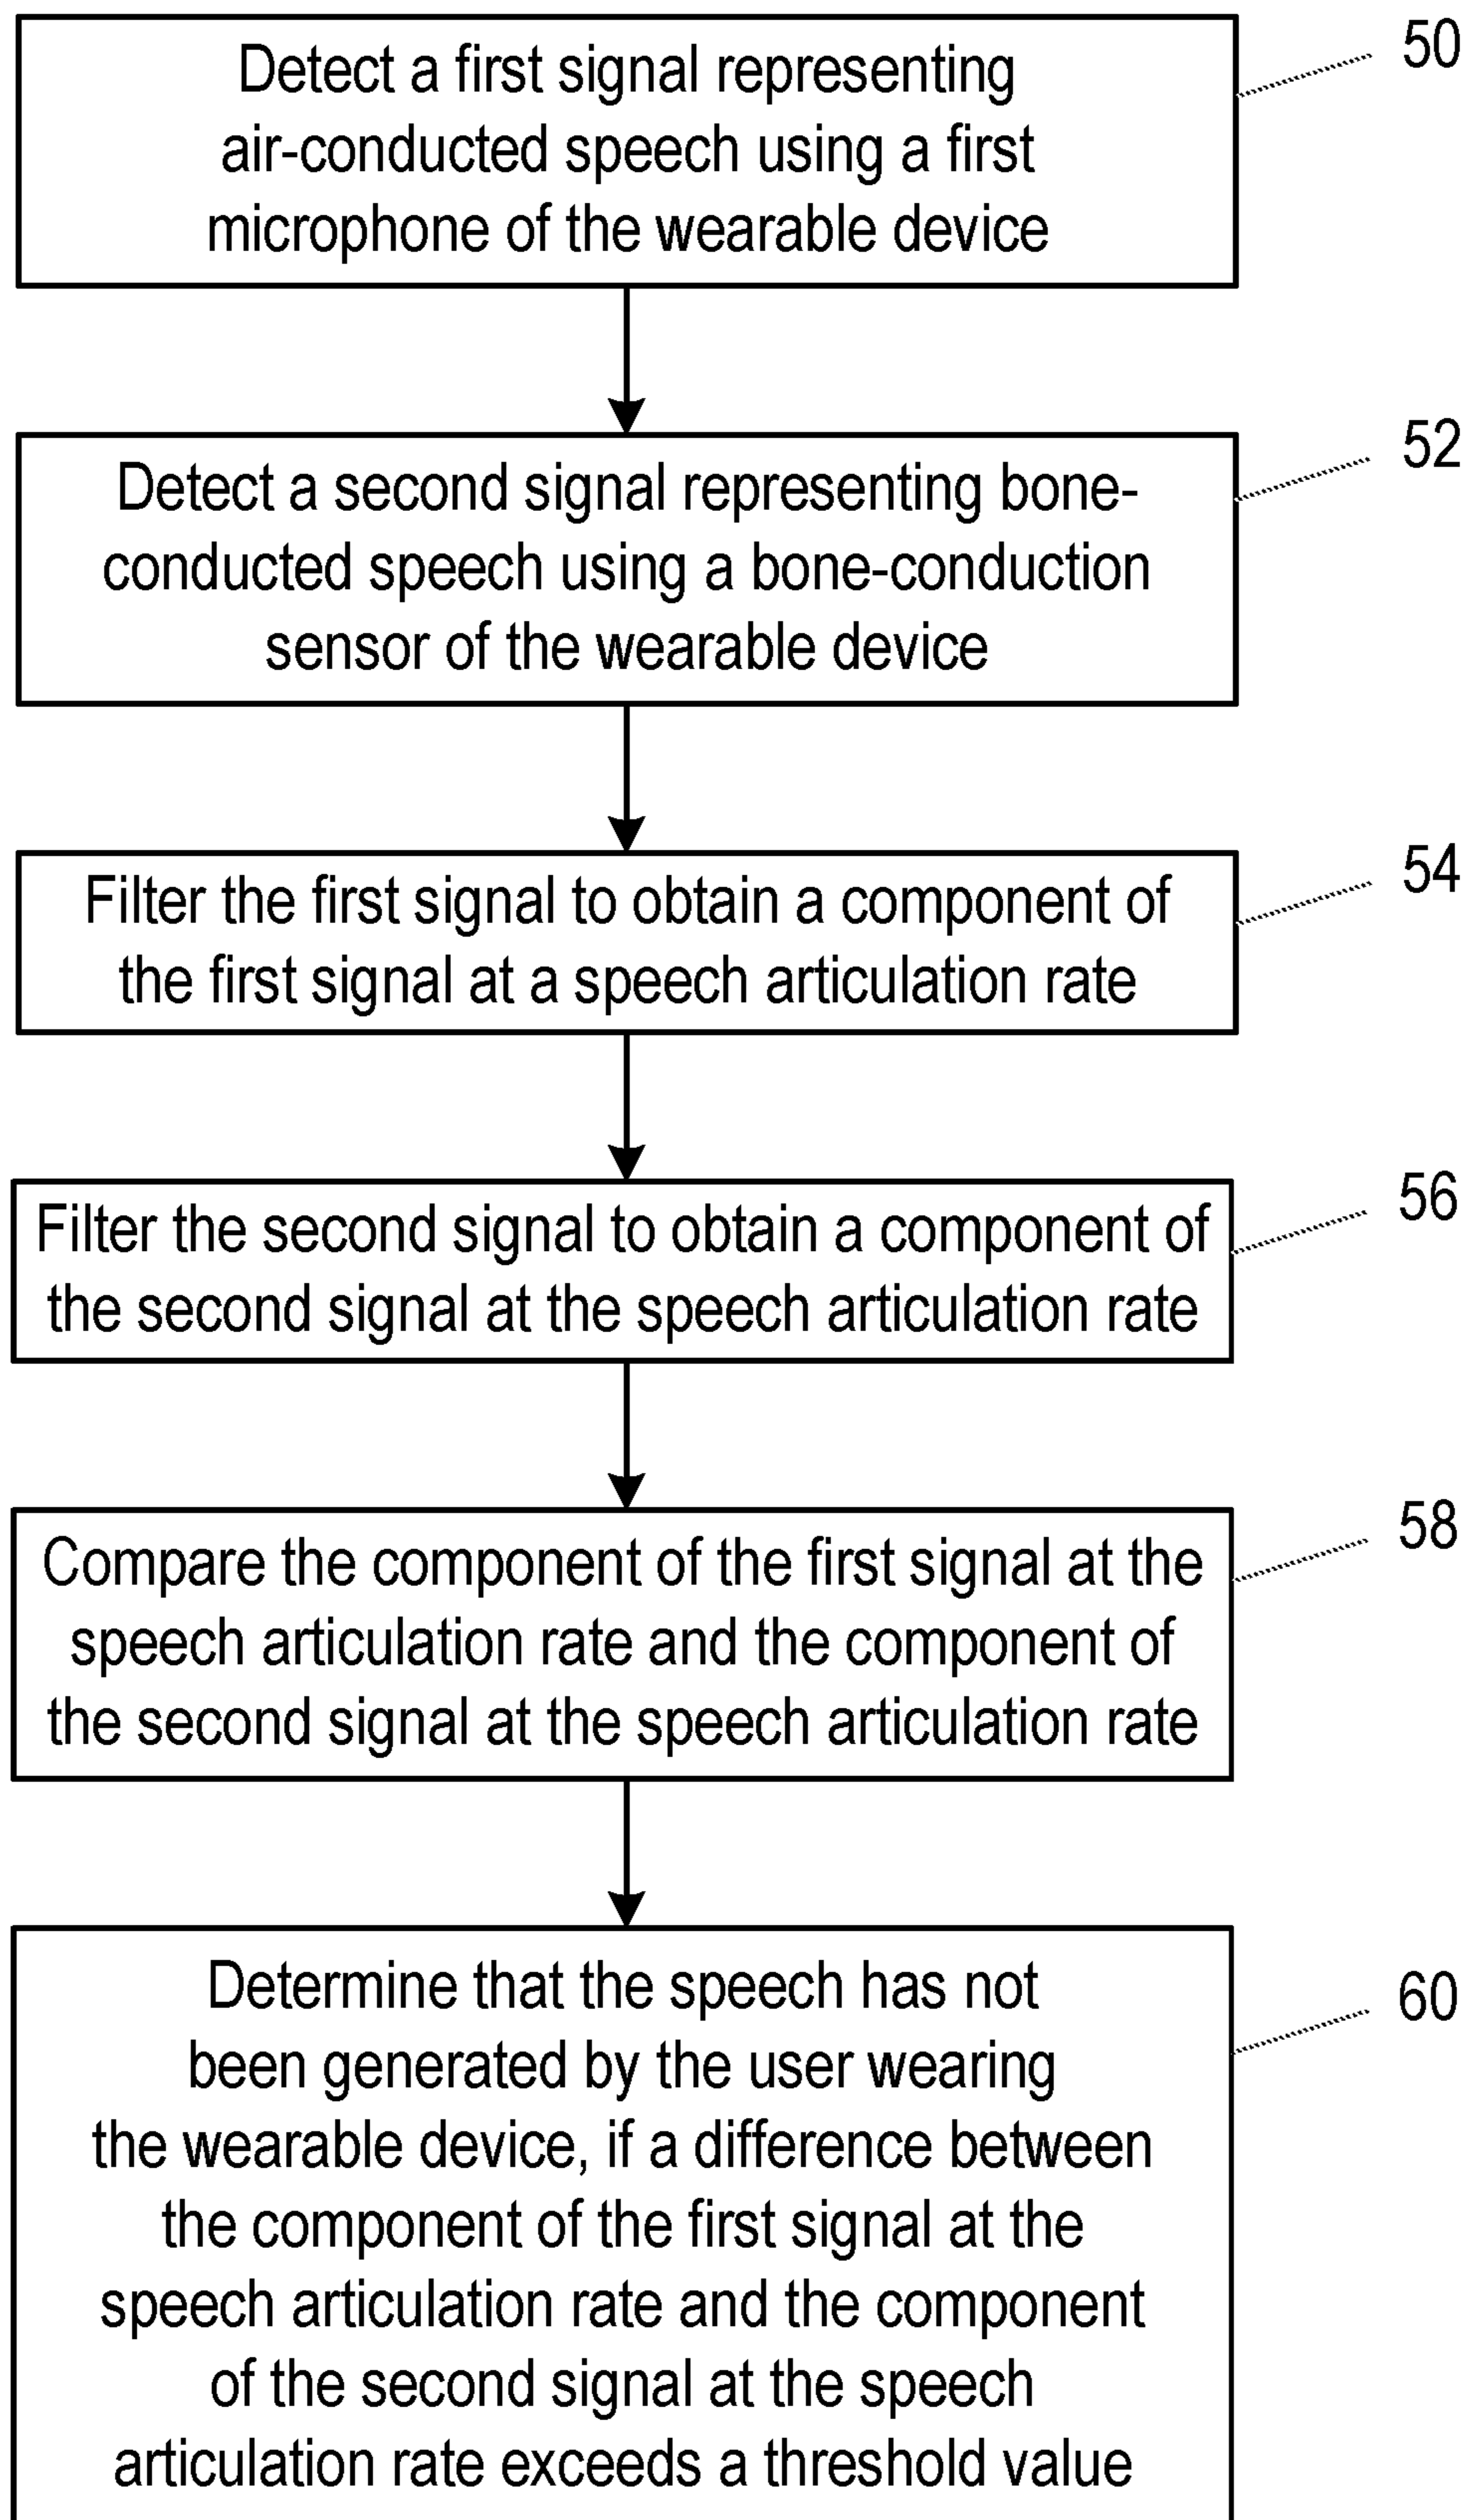 Detect a first signal representing
air-conducted speech using a first
microphone of the wearable device
50
Detect a second signal representing bone-
conducted speech using a bone-conduction
sensor of the wearable device
52
Filter the first signal to obtain a component of
the first signal at a speech articulation rate
54
Filter the second signal to obtain a component of
the second signal at the speech articulation rate
56
Compare the component of the first signal at the
speech articulation rate and the component of
the second signal at the speech articulation rate
58
Determine that the speech has not
been generated by the user wearing
the wearable device, if a difference between
the component of the first signal at the
speech articulation rate and the component
of the second signal at the speech
articulation rate exceeds a threshold value
60